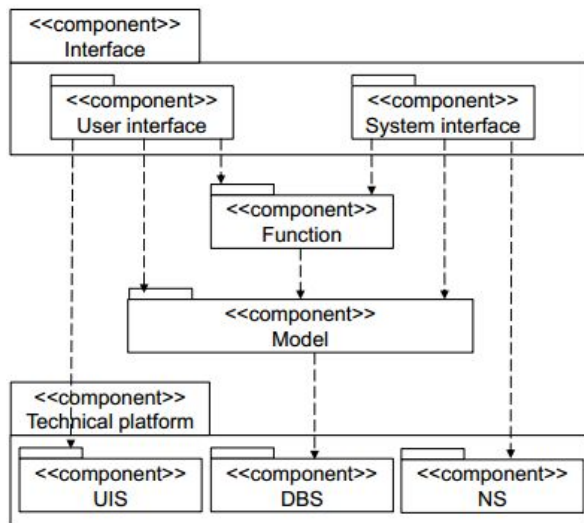 <<component>>
Interface
<<component>>
User interface
<<component>>
System interface
<<component>>
Function
<<component>>
Model
<<component>>
Technical platform
<<component>>
UIS
<<component>>
DBS
<<component>>
NS